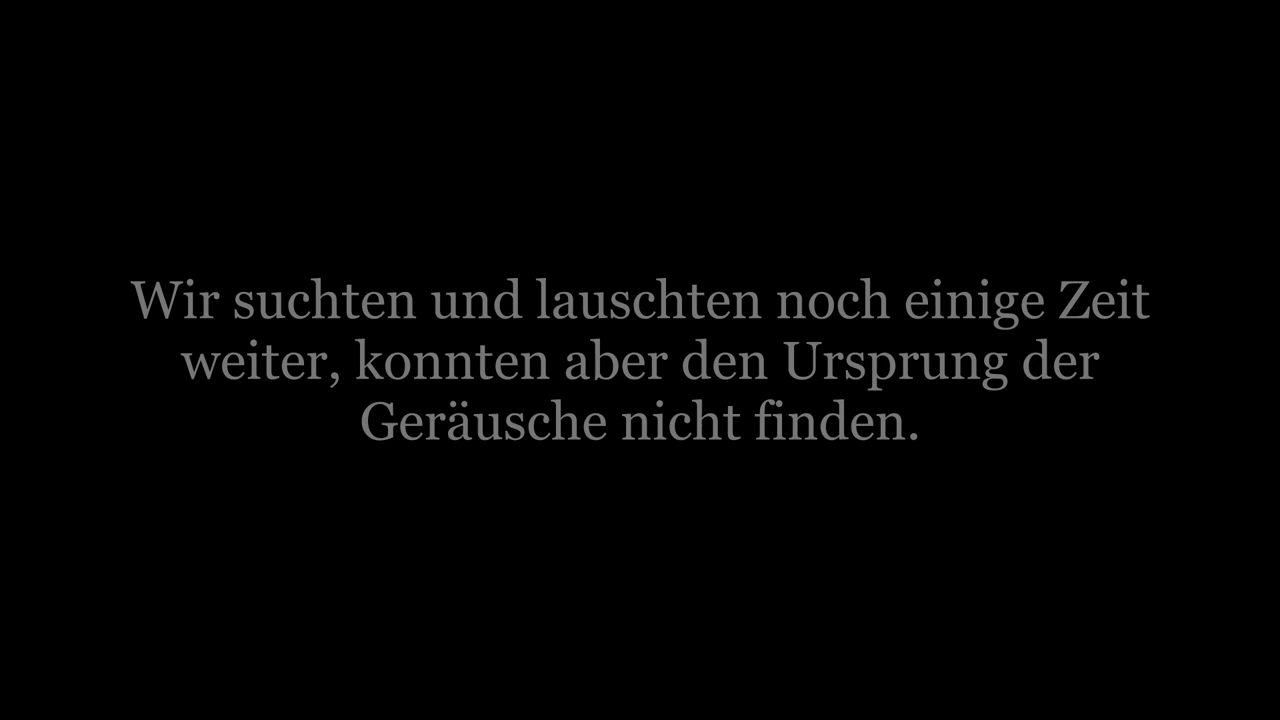 Wir suchten und lauschten noch einige Zeit
weiter, konnten aber den Ursprung der
Geräusche nicht finden.